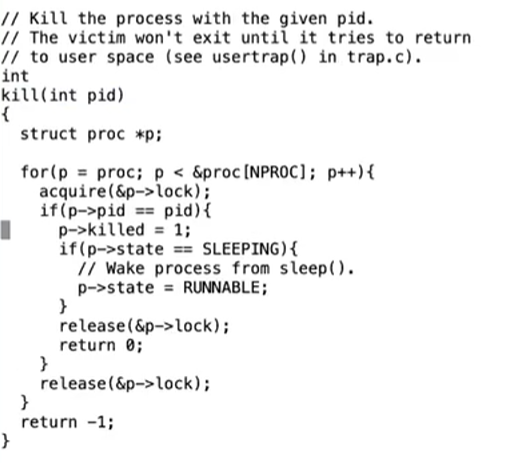 // Kill the process with the given pid.
// The victim won't exit until it tries to return
// to user space (see usertrap() in trap.c).
int
kill(int pid)
{
  struct proc *p;

  for(p = proc; p < &proc[NPROC]; p++){
    acquire(&p->lock);
    if(p->pid == pid){
      p->killed = 1;
      if(p->state == SLEEPING){
        // Wake process from sleep().
        p->state = RUNNABLE;
      }
      release(&p->lock);
      return 0;
    }
    release(&p->lock);
  }
  return -1;
}